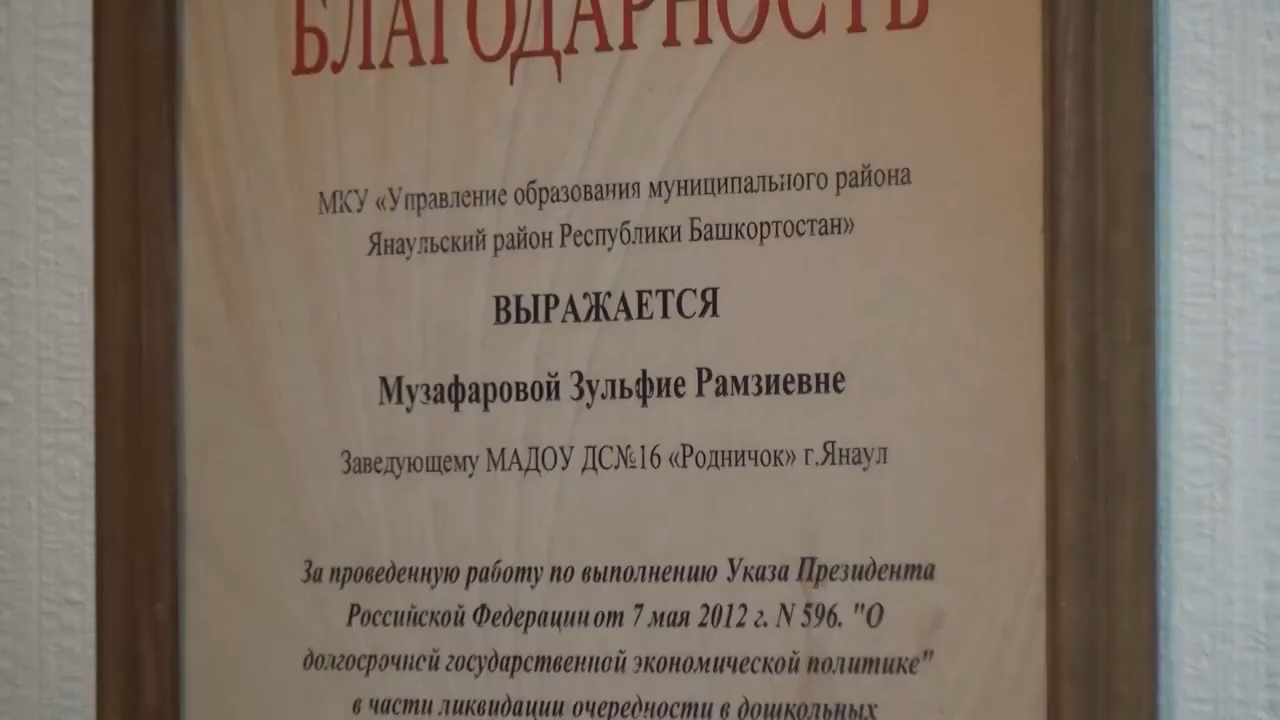 БЛАГОДАРНОСТЬ
МКУ «Управление образования муниципального района
Янаульский район Республики Башкортостан»
ВЫРАЖАЕТСЯ
Музафаровой Зульфие Рамзиевне
Заведующему МАДОУ ДС№16 «Родничок» г.Янаул
За проведенную работу по выполнению Указа Президента
Российской Федерации от 7 мая 2012 г. N 596. "О
долгосрочной государственной экономической политике"
в части ликвидации очередности в дошкольных